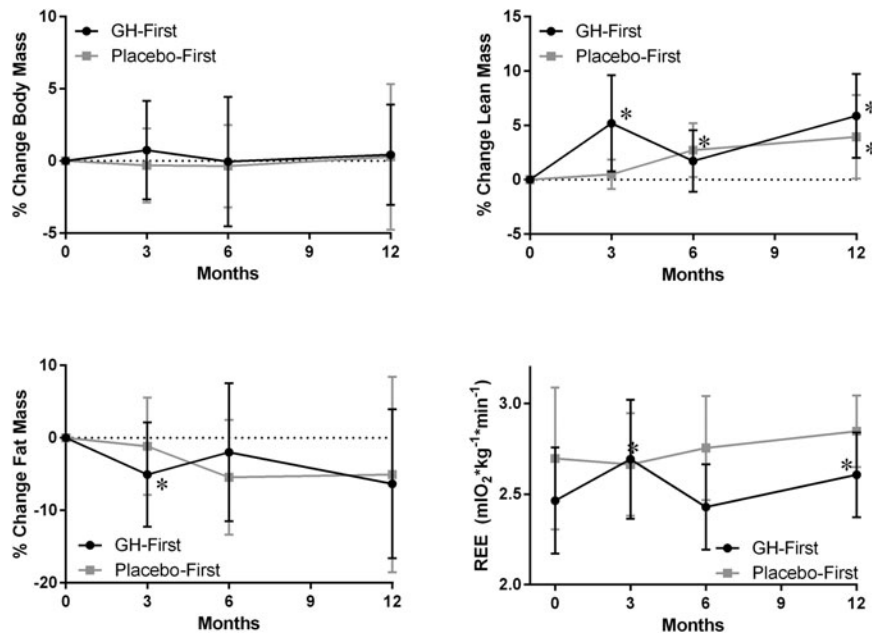 % Change Body Mass
10
5
0
-5
GH-First
Placebo-First
0 3 6 9 12
Months
% Change Lean Mass
15
10
5
0
-5
GH-First
Placebo-First
*
*
*
*
0 3 6 9 12
Months
% Change Fat Mass
10
0
-10
-20
*
GH-First
Placebo-First
0 3 6 9 12
Months
REE (mlO₂*kg⁻¹*min⁻¹)
3.0
2.5
2.0
*
*
GH-First
Placebo-First
0 3 6 9 12
Months